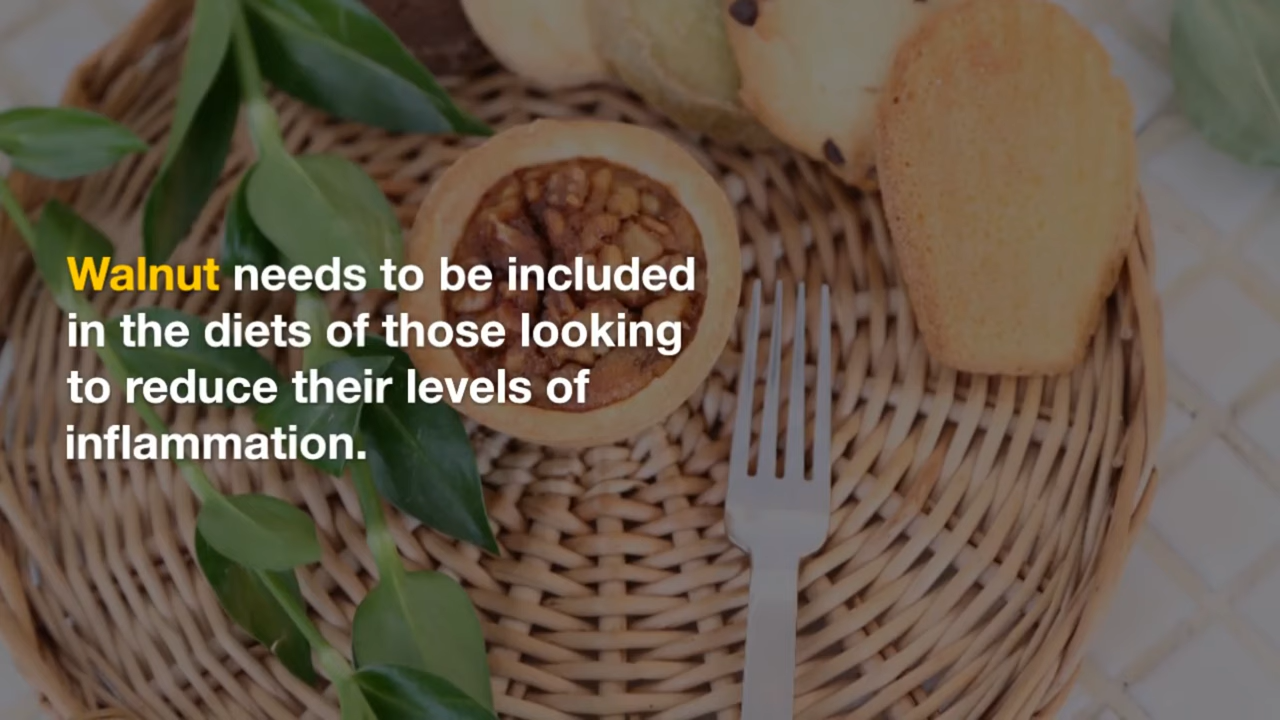 Walnut needs to be included
in the diets of those looking
to reduce their levels of
inflammation.